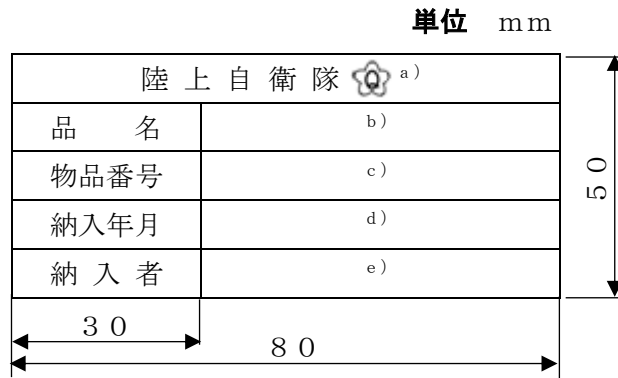 単位 mm
陸上自衛隊 Q a)
品名 b)
物品番号 c)
納入年月 d)
納入者 e)
50
30
80